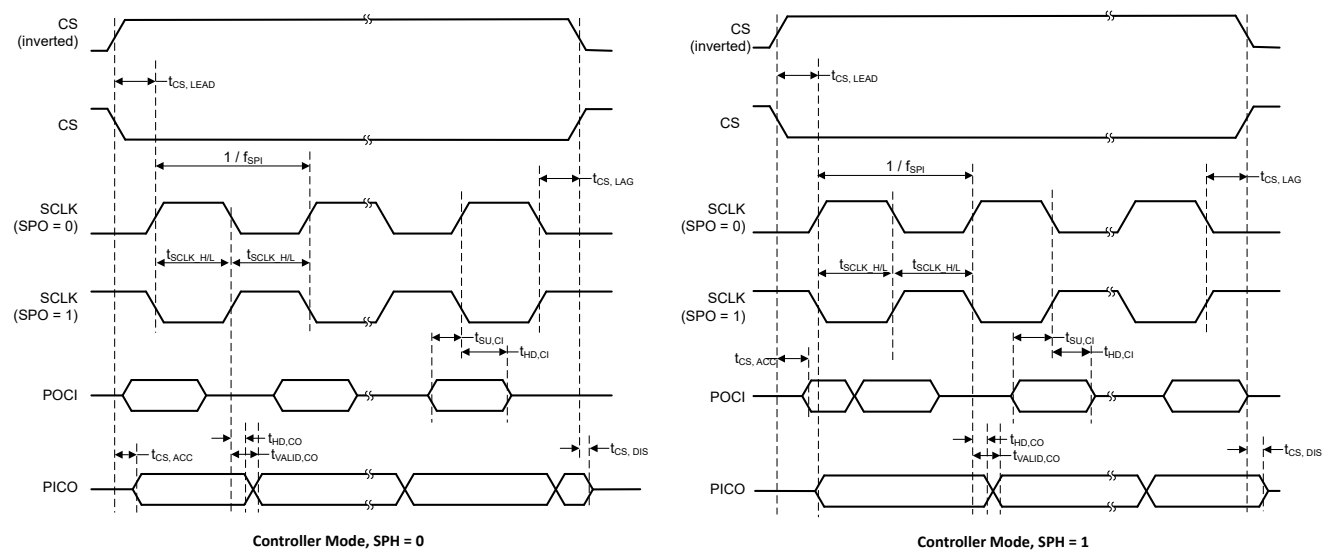 CS
(inverted)
tCS, LEAD
CS
1 / fSPI
tCS, LAG
SCLK
(SPO = 0)
tSCLK_H/L tSCLK_H/L
SCLK
(SPO = 1)
tSU,CI
tHD,CI
POCI
tHD,CO
tCS, ACC
tVALID,CO
tCS, DIS
PICO
Controller Mode, SPH = 0
CS
(inverted)
tCS, LEAD
CS
1 / fSPI
tCS, LAG
SCLK
(SPO = 0)
tSCLK_H/L tSCLK_H/L
SCLK
(SPO = 1)
tSU,CI
tCS, ACC
tHD,CI
POCI
tHD,CO
tVALID,CO
tCS, DIS
PICO
Controller Mode, SPH = 1